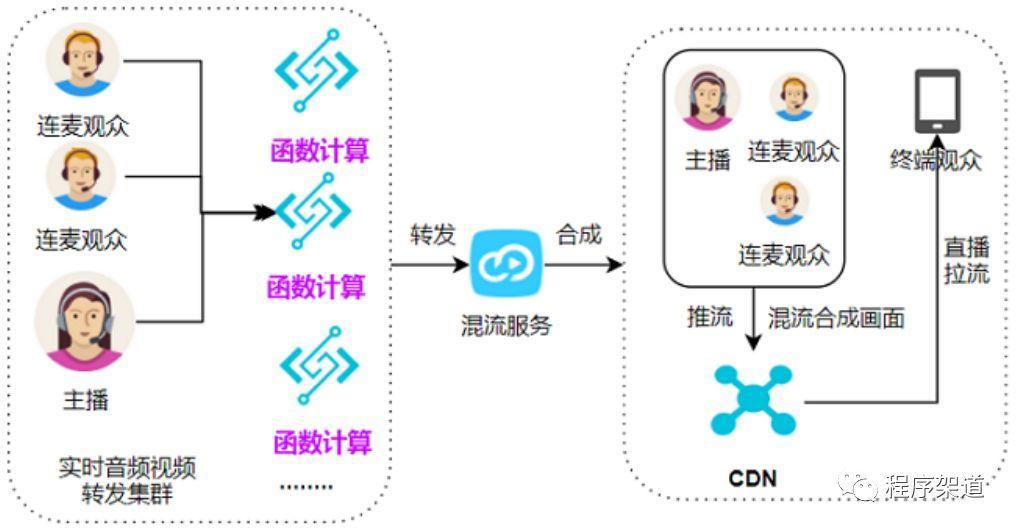 连麦观众
函数计算
连麦观众
函数计算
主播
函数计算
实时音频视频
转发集群
........
转发
混流服务
合成
主播
连麦观众
连麦观众
终端观众
直播
拉流
推流
混流合成画面
CDN
程序架道